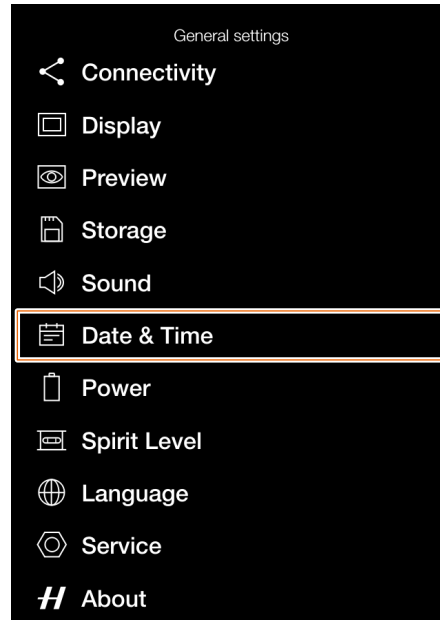 General settings
Connectivity
Display
Preview
Storage
Sound
Date & Time
Power
Spirit Level
Language
Service
About